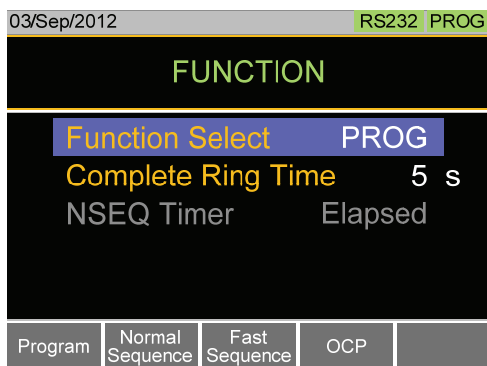 03/Sep/2012 RS232 PROG
FUNCTION
Function Select PROG
Complete Ring Time 5 s
NSEQ Timer Elapsed
Program Normal Sequence Fast Sequence OCP